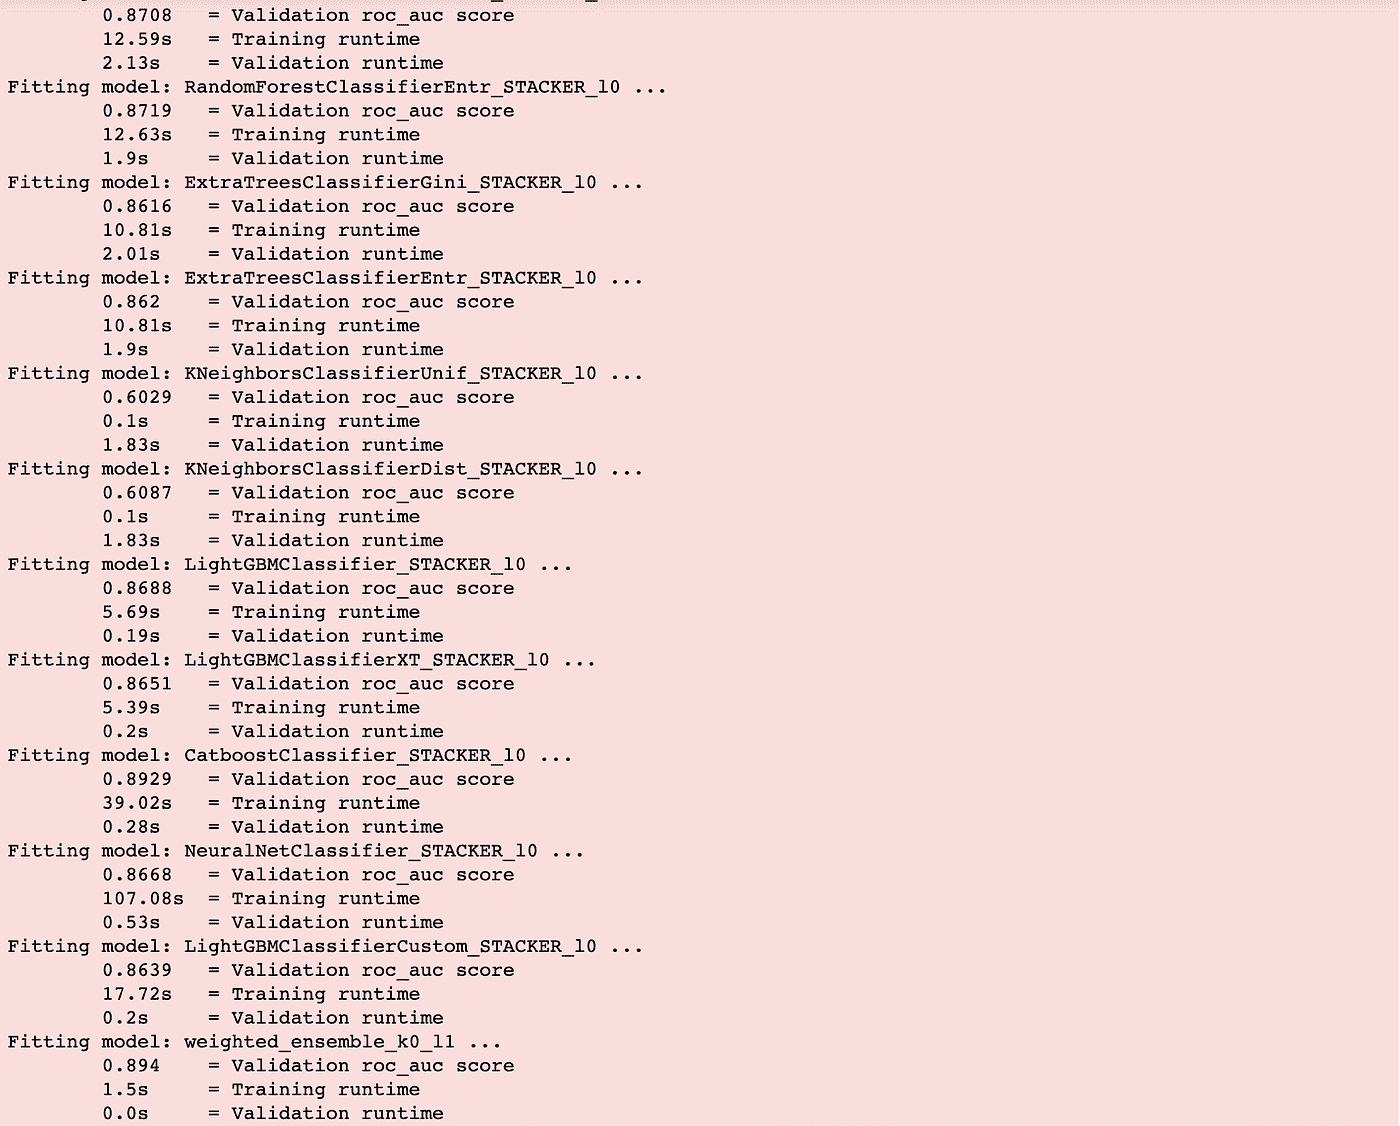 0.8708   = Validation roc_auc score
12.59s   = Training runtime
2.13s    = Validation runtime
Fitting model: RandomForestClassifierEntr_STACKER_l0 ...
0.8719   = Validation roc_auc score
12.63s   = Training runtime
1.9s     = Validation runtime
Fitting model: ExtraTreesClassifierGini_STACKER_l0 ...
0.8616   = Validation roc_auc score
10.81s   = Training runtime
2.01s    = Validation runtime
Fitting model: ExtraTreesClassifierEntr_STACKER_l0 ...
0.862    = Validation roc_auc score
10.81s   = Training runtime
1.9s     = Validation runtime
Fitting model: KNeighborsClassifierUnif_STACKER_l0 ...
0.6029   = Validation roc_auc score
0.1s     = Training runtime
1.83s    = Validation runtime
Fitting model: KNeighborsClassifierDist_STACKER_l0 ...
0.6087   = Validation roc_auc score
0.1s     = Training runtime
1.83s    = Validation runtime
Fitting model: LightGBMClassifier_STACKER_l0 ...
0.8688   = Validation roc_auc score
5.69s    = Training runtime
0.19s    = Validation runtime
Fitting model: LightGBMClassifierXT_STACKER_l0 ...
0.8651   = Validation roc_auc score
5.39s    = Training runtime
0.2s     = Validation runtime
Fitting model: CatboostClassifier_STACKER_l0 ...
0.8929   = Validation roc_auc score
39.02s   = Training runtime
0.28s    = Validation runtime
Fitting model: NeuralNetClassifier_STACKER_l0 ...
0.8668   = Validation roc_auc score
107.08s  = Training runtime
0.53s    = Validation runtime
Fitting model: LightGBMClassifierCustom_STACKER_l0 ...
0.8639   = Validation roc_auc score
17.72s   = Training runtime
0.2s     = Validation runtime
Fitting model: weighted_ensemble_k0_l1 ...
0.894    = Validation roc_auc score
1.5s     = Training runtime
0.0s     = Validation runtime